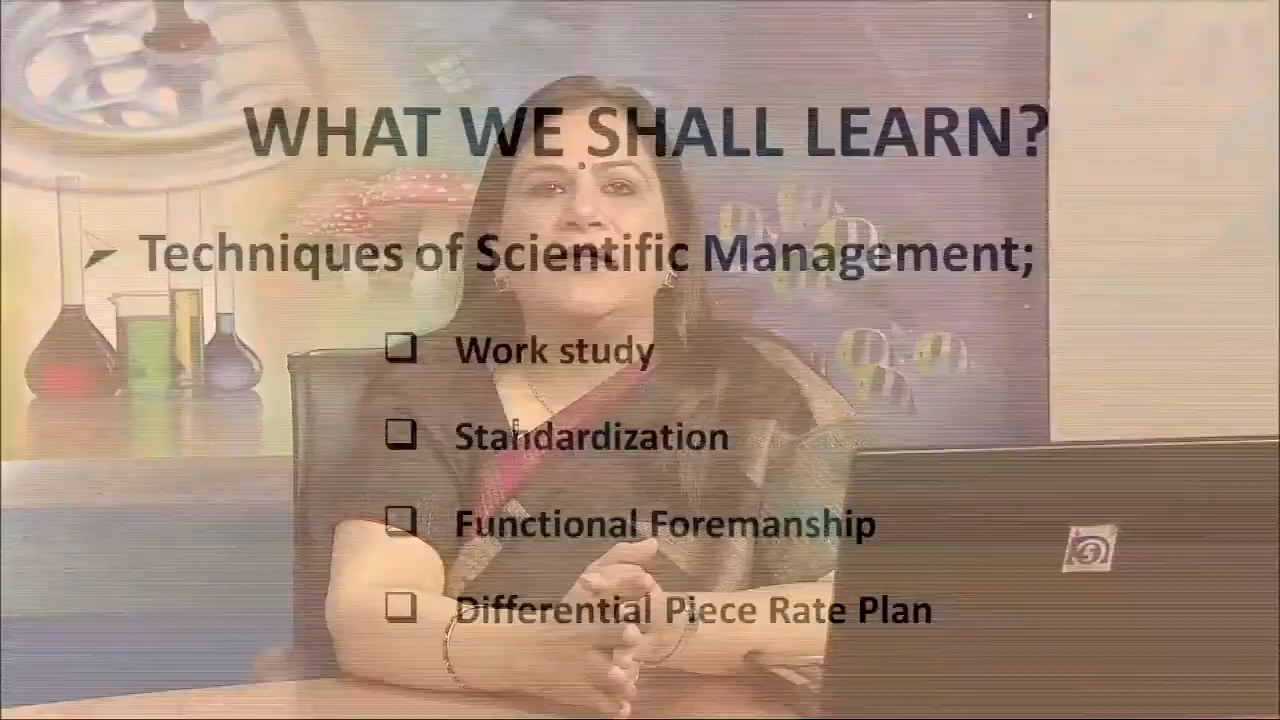 WHAT WE SHALL LEARN?
➢ Techniques of Scientific Management;
❑ Work study
❑ Standardization
❑ Functional Foremanship
❑ Differential Piece Rate Plan